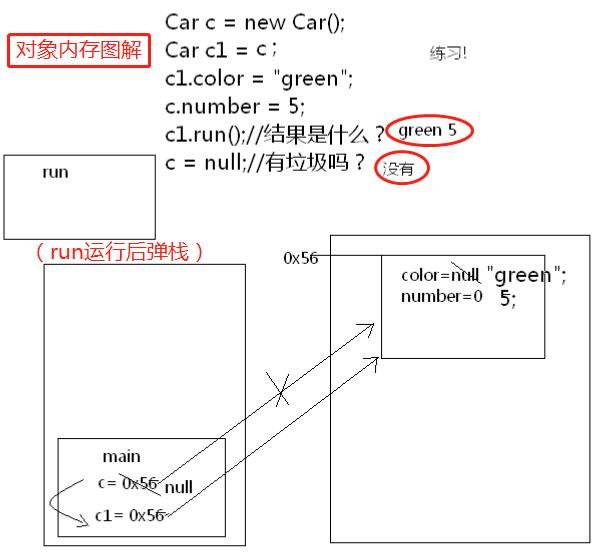 对象内存图解
Car c = new Car();
Car c1 = c ;
练习!
c1.color = "green";
c.number = 5;
c1.run();//结果是什么？ green 5
c = null;//有垃圾吗？ 没有
run
（run运行后弹栈）
0x56
color=null "green";
number=0 5;
main
c= 0x56 null
c1= 0x56